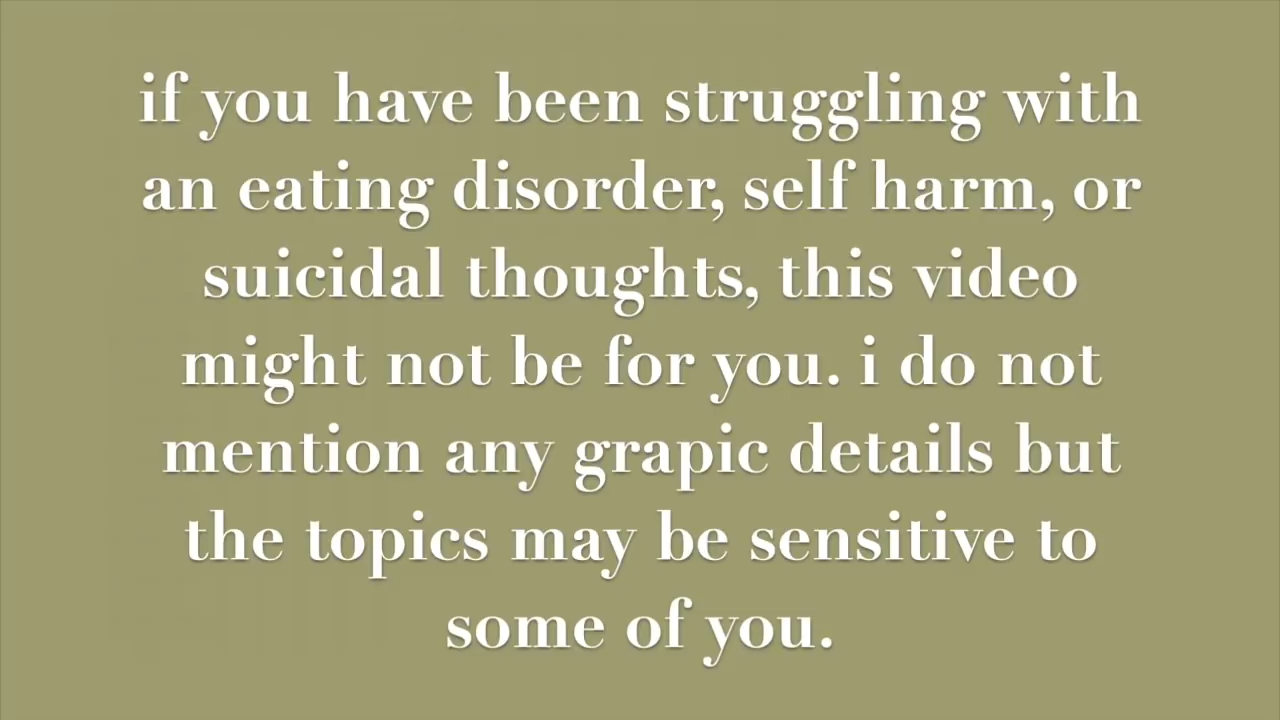 if you have been struggling with
an eating disorder, self harm, or
suicidal thoughts, this video
might not be for you. i do not
mention any grapic details but
the topics may be sensitive to
some of you.